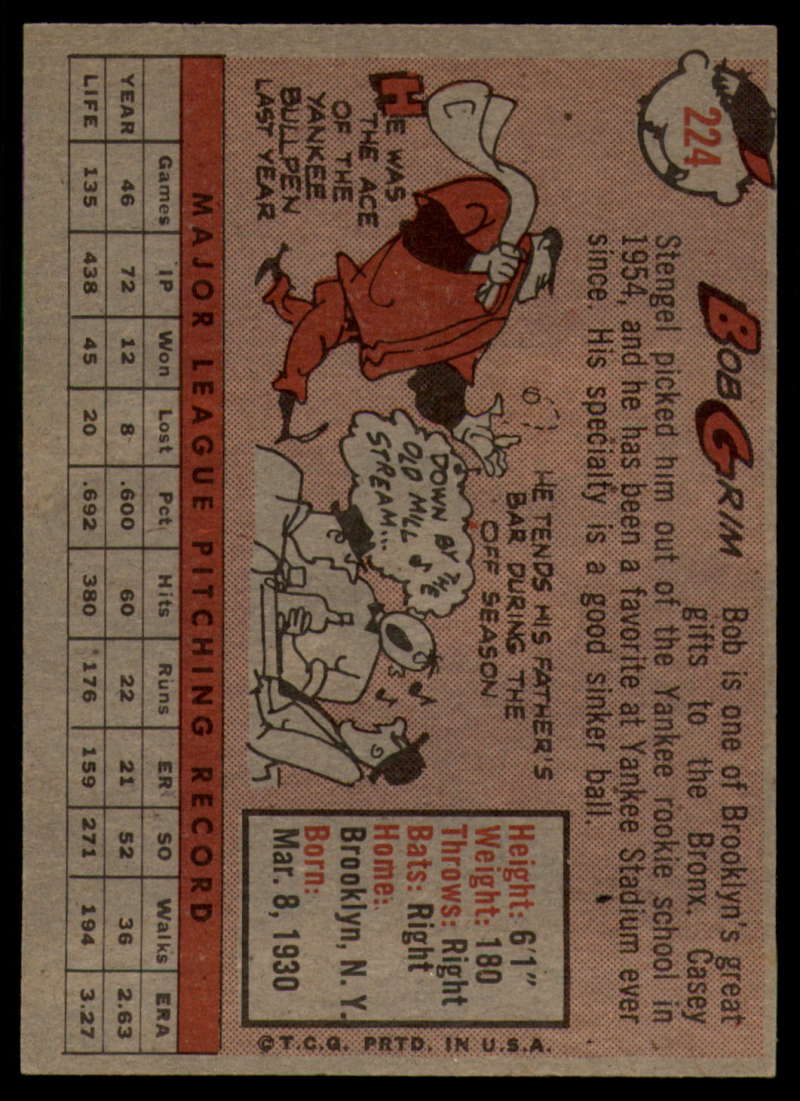 224
BOB GRIM
Bob is one of Brooklyn's great
gifts to the Bronx. Casey
Stengel picked him out of the Yankee rookie school in
1954, and he has been a favorite at Yankee Stadium ever
since. His specialty is a good sinker ball.
HE WAS
THE ACE
OF THE
YANKEE
BULLPEN
LAST YEAR
HE TENDS HIS FATHER'S
BAR DURING THE
OFF SEASON
DOWN BY THE
OLD MILL
STREAM...
Height: 6'1"
Weight: 180
Throws: Right
Bats: Right
Home:
Brooklyn, N. Y.
Born:
Mar. 8, 1930
©T.C.G. PRTD. IN U.S.A.
MAJOR LEAGUE PITCHING RECORD
Games IP Won Lost Pct. Hits Runs ER SO Walks ERA
YEAR 46 72 12 8 .600 60 22 21 52 36 2.63
LIFE 135 438 45 20 .692 380 176 159 271 194 3.27